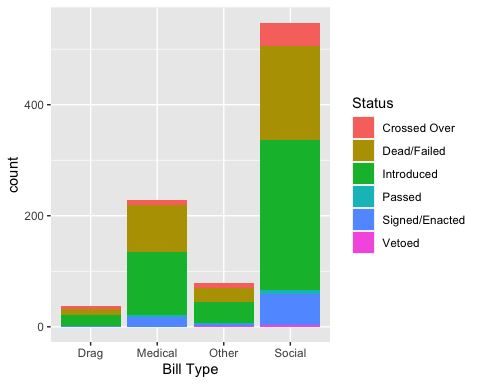 count
400
200
0
Drag
Medical
Other
Social
Bill Type
Status
Crossed Over
Dead/Failed
Introduced
Passed
Signed/Enacted
Vetoed